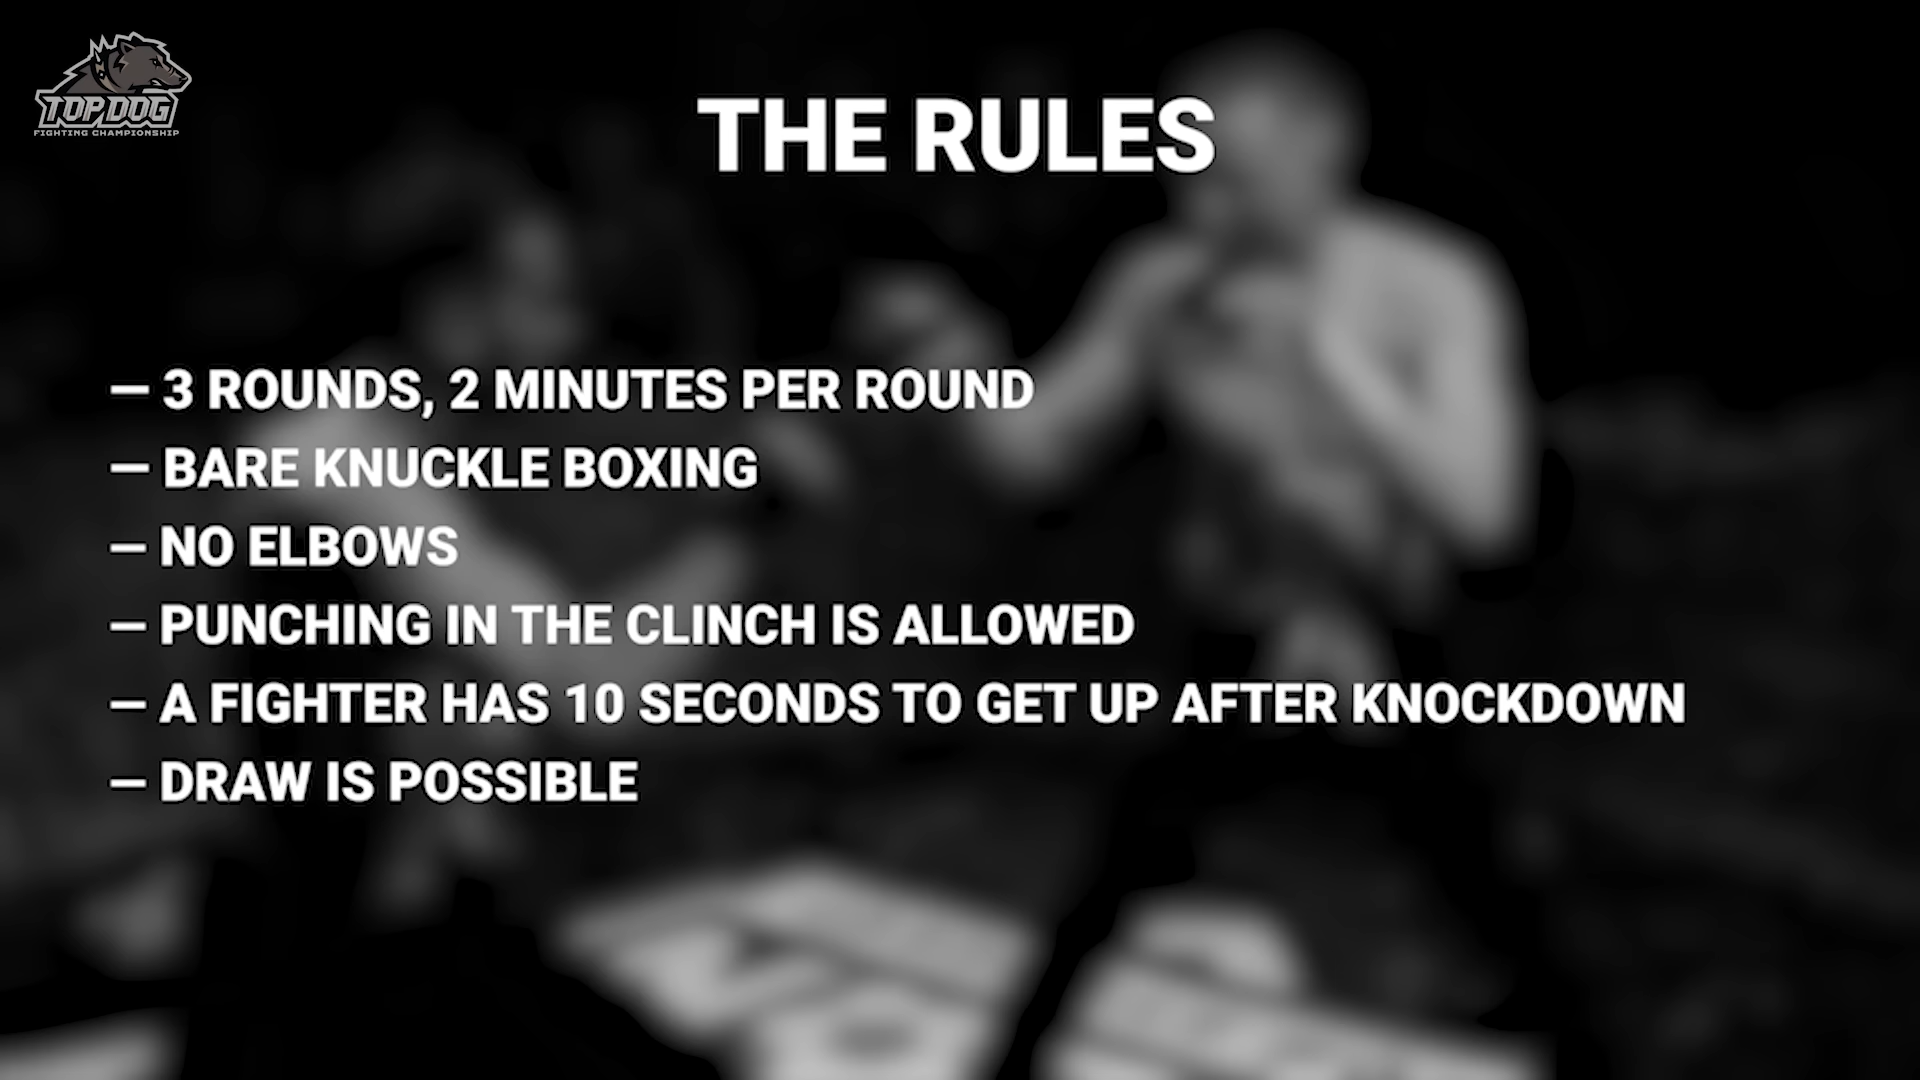 TOP DOG
FIGHTING CHAMPIONSHIP
THE RULES
— 3 ROUNDS, 2 MINUTES PER ROUND
— BARE KNUCKLE BOXING
— NO ELBOWS
— PUNCHING IN THE CLINCH IS ALLOWED
— A FIGHTER HAS 10 SECONDS TO GET UP AFTER KNOCKDOWN
— DRAW IS POSSIBLE